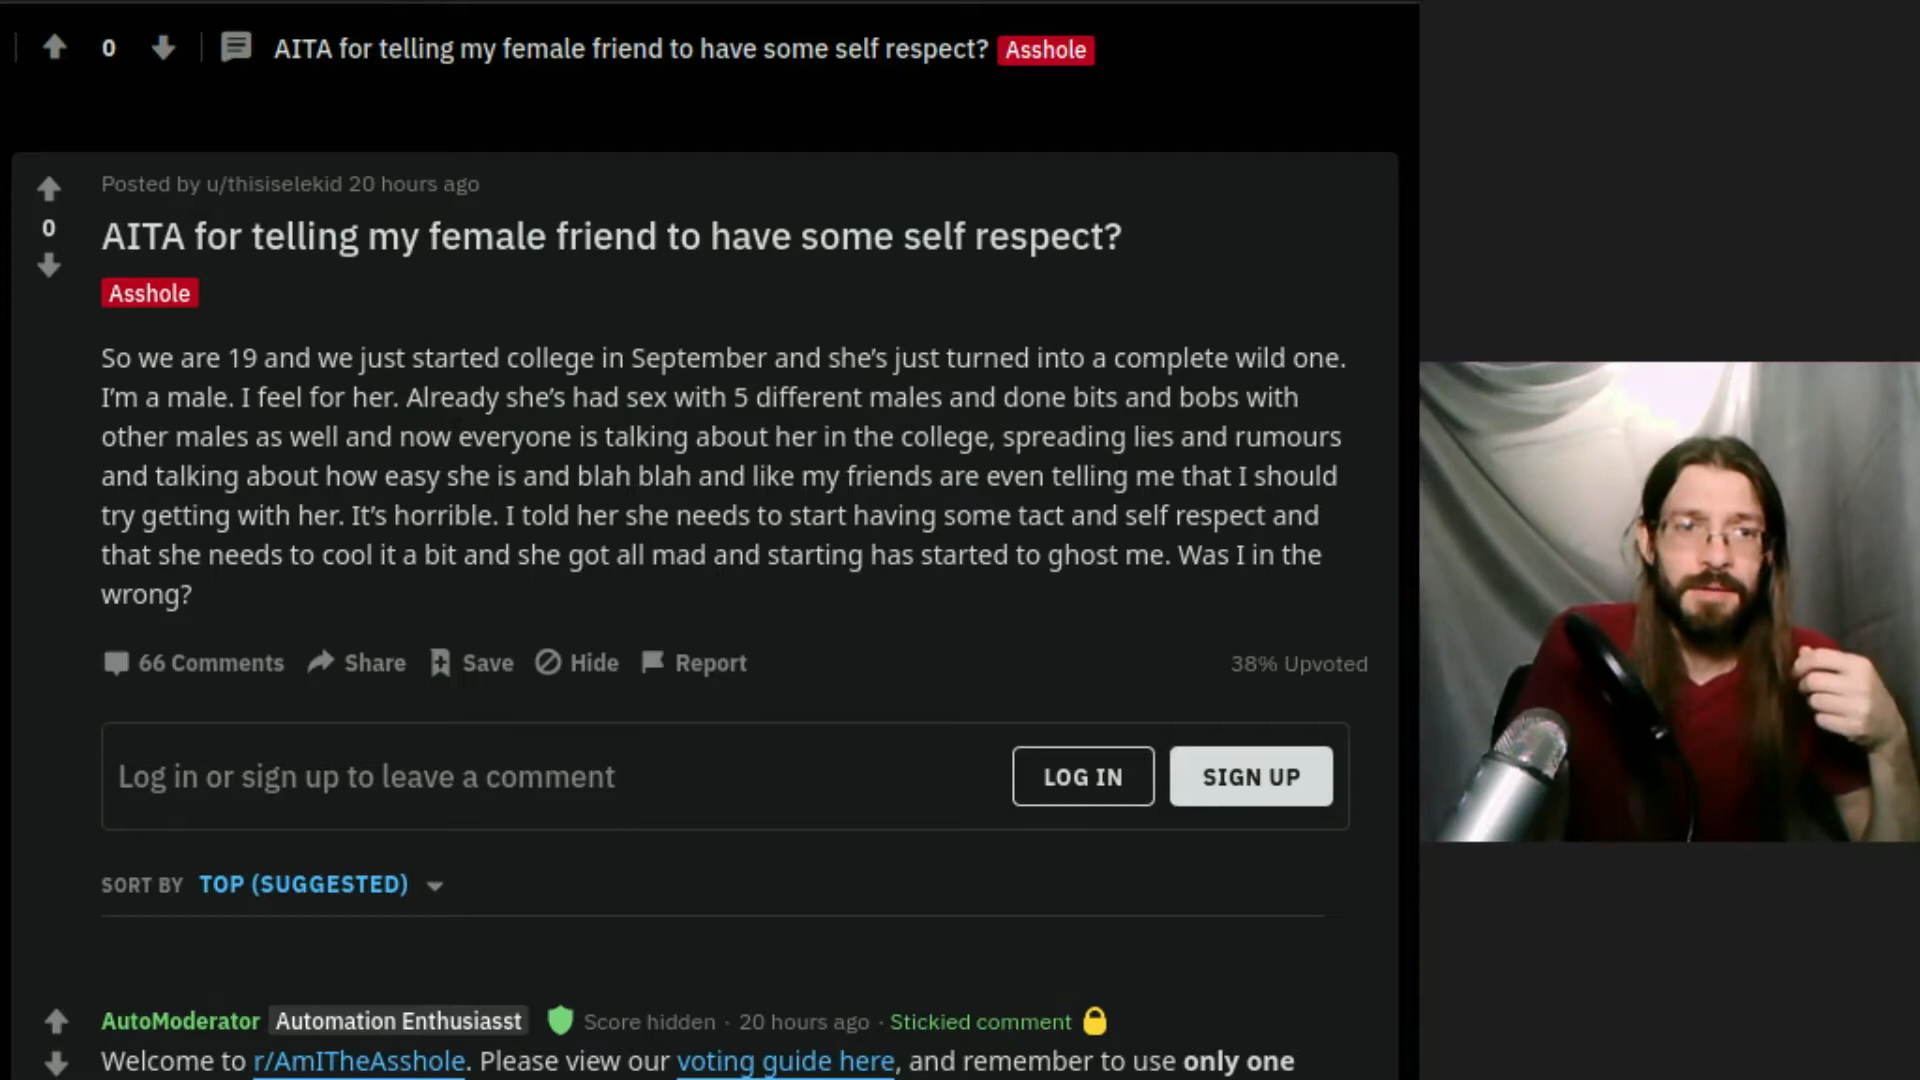 0 AITA for telling my female friend to have some self respect? Asshole
Posted by u/thisiselekid 20 hours ago
0
AITA for telling my female friend to have some self respect?
Asshole
So we are 19 and we just started college in September and she's just turned into a complete wild one.
I'm a male. I feel for her. Already she's had sex with 5 different males and done bits and bobs with
other males as well and now everyone is talking about her in the college, spreading lies and rumours
and talking about how easy she is and blah blah and like my friends are even telling me that I should
try getting with her. It's horrible. I told her she needs to start having some tact and self respect and
that she needs to cool it a bit and she got all mad and starting has started to ghost me. Was I in the
wrong?
66 Comments Share Save Hide Report 38% Upvoted
Log in or sign up to leave a comment LOG IN SIGN UP
SORT BY TOP (SUGGESTED)
AutoModerator Automation Enthusiasst Score hidden · 20 hours ago · Stickied comment
Welcome to r/AmITheAsshole. Please view our voting guide here, and remember to use only one